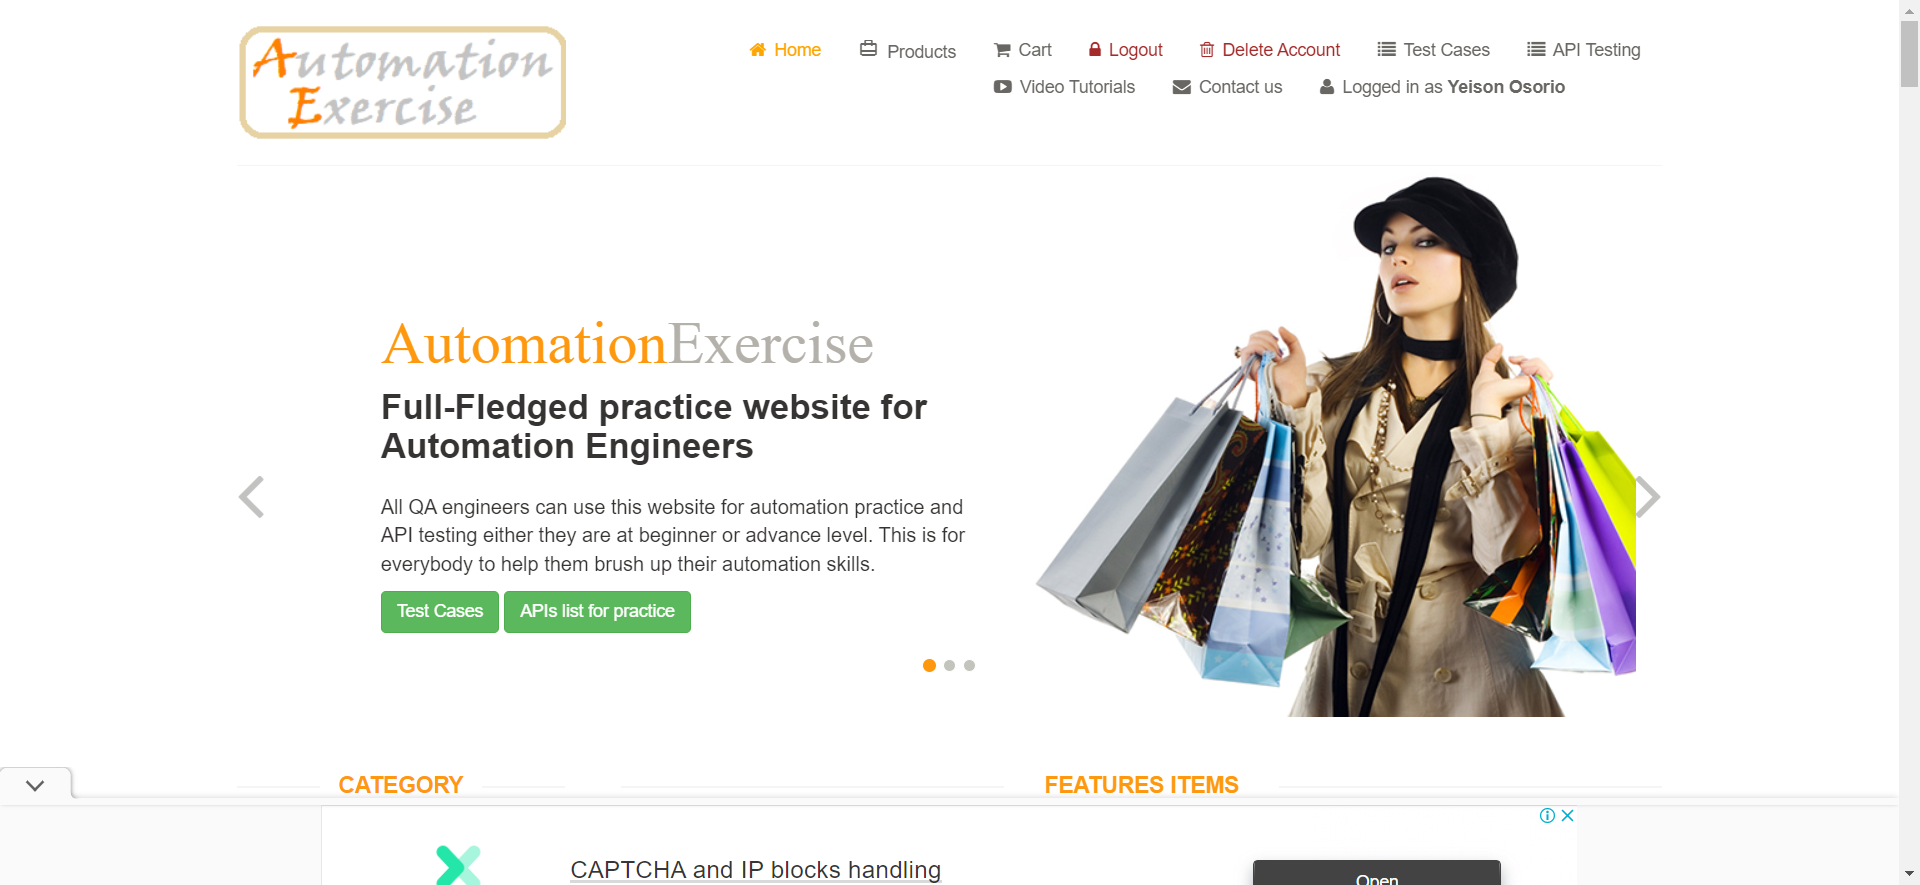 Automation
Exercise
Home
Products
Cart
Logout
Delete Account
Test Cases
API Testing
Video Tutorials
Contact us
Logged in as Yeison Osorio
AutomationExercise
Full-Fledged practice website for
Automation Engineers
All QA engineers can use this website for automation practice and
API testing either they are at beginner or advance level. This is for
everybody to help them brush up their automation skills.
Test Cases
APIs list for practice
CATEGORY
FEATURES ITEMS
CAPTCHA and IP blocks handling
Open